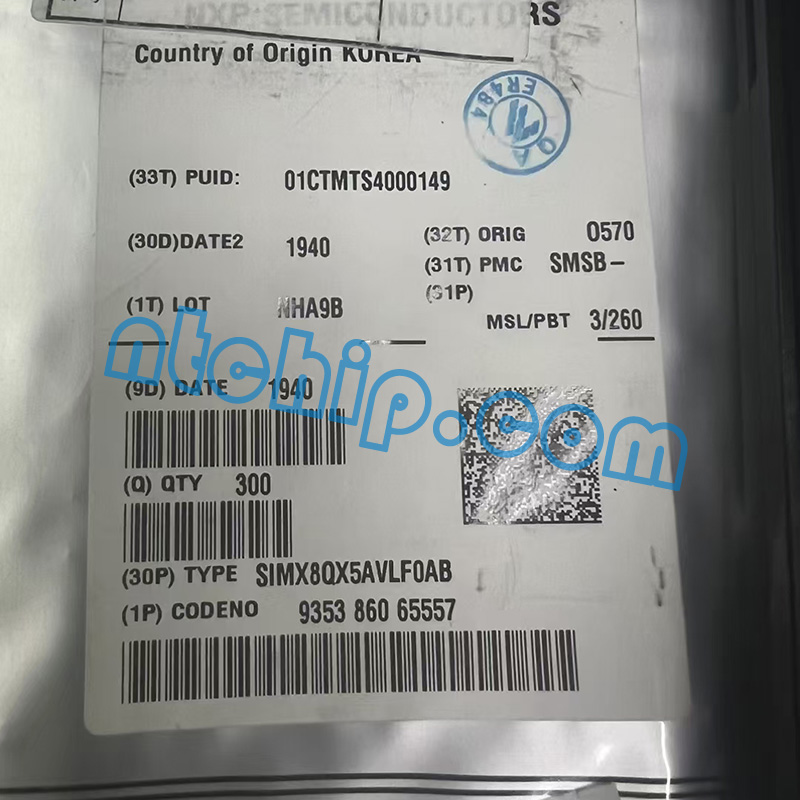 NXP SEMICONDUCTORS
Country of Origin KOREA
ER484
QA
(33T) PUID: 01CTMTS4000149
(30D)DATE2 1940
(32T) ORIG 0570
(31T) PMC SMSB-
(31P)
(1T) LOT NHA9B
MSL/PBT 3/260
ntchip.com
(9D) DATE 1940
(Q) QTY 300
(30P) TYPE SIMX8QX5AVLF0AB
(1P) CODENO 9353 860 65557